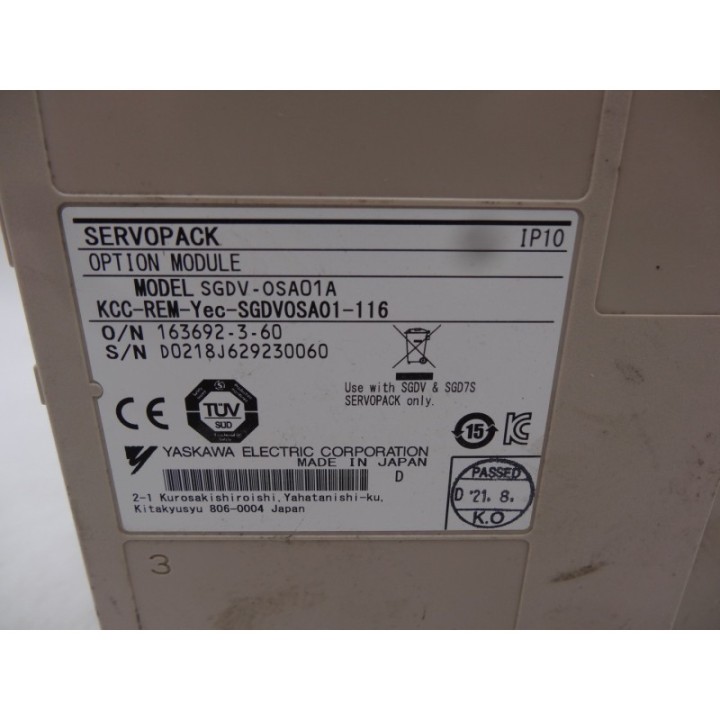 SERVOPACK IP10
OPTION MODULE
MODEL SGDV-OSA01A
KCC-REM-Yec-SGDVOSA01-116
O/N 163692-3-60
S/N D0218J629230060
Use with SGDV & SGD7S
SERVOPACK only.
CE
TÜV
SÜD
15
YASKAWA ELECTRIC CORPORATION
MADE IN JAPAN
D
2-1 Kurosakishiroishi, Yahatanishi-ku,
Kitakyusyu 806-0004 Japan
PASSED
D '21. 8.
K.O
3